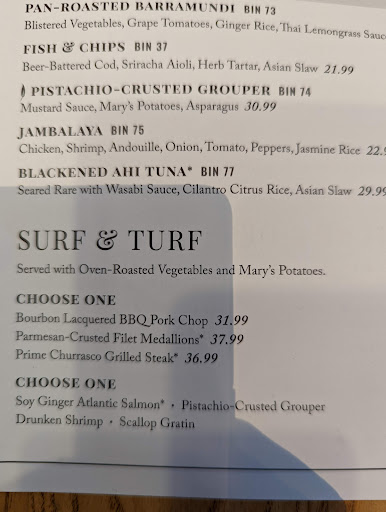 PAN-ROASTED BARRAMUNDI BIN 73
Blistered Vegetables, Grape Tomatoes, Ginger Rice, Thai Lemongrass Sauc
FISH & CHIPS BIN 37
Beer-Battered Cod, Sriracha Aioli, Herb Tartar, Asian Slaw 21.99
PISTACHIO-CRUSTED GROUPER BIN 74
Mustard Sauce, Mary's Potatoes, Asparagus 30.99
JAMBALAYA BIN 75
Chicken, Shrimp, Andouille, Onion, Tomato, Peppers, Jasmine Rice 22.
BLACKENED AHI TUNA* BIN 77
Seared Rare with Wasabi Sauce, Cilantro Citrus Rice, Asian Slaw 29.99
SURF & TURF
Served with Oven-Roasted Vegetables and Mary's Potatoes.
CHOOSE ONE
Bourbon Lacquered BBQ Pork Chop 31.99
Parmesan-Crusted Filet Medallions* 37.99
Prime Churrasco Grilled Steak* 36.99
CHOOSE ONE
Soy Ginger Atlantic Salmon* • Pistachio-Crusted Grouper
Drunken Shrimp • Scallop Gratin